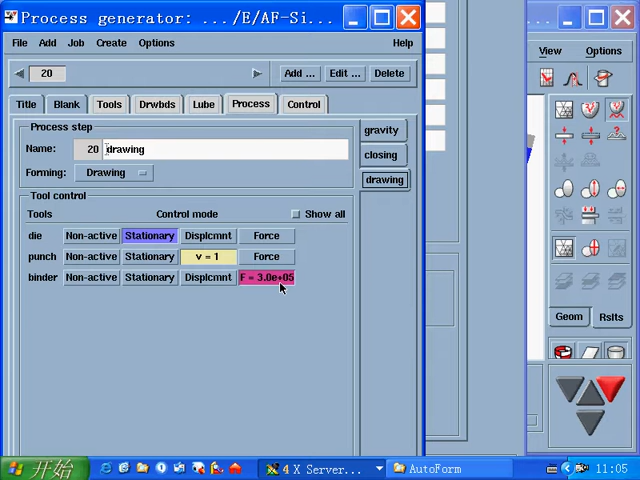 Process generator: .../E/AF-Si...
File Add Job Create Options Help
View Options
20 Add ... Edit ... Delete
Title Blank Tools Drwbds Lube Process Control
Process step
gravity
Name: 20 drawing
closing
Forming: Drawing
drawing
Tool control
Tools Control mode Show all
die Non-active Stationary Displcmnt Force
punch Non-active Stationary v = 1 Force
binder Non-active Stationary Displcmnt F = 3.0e+05
Geom Rslts
开始 4 X Server... AutoForm 11:05